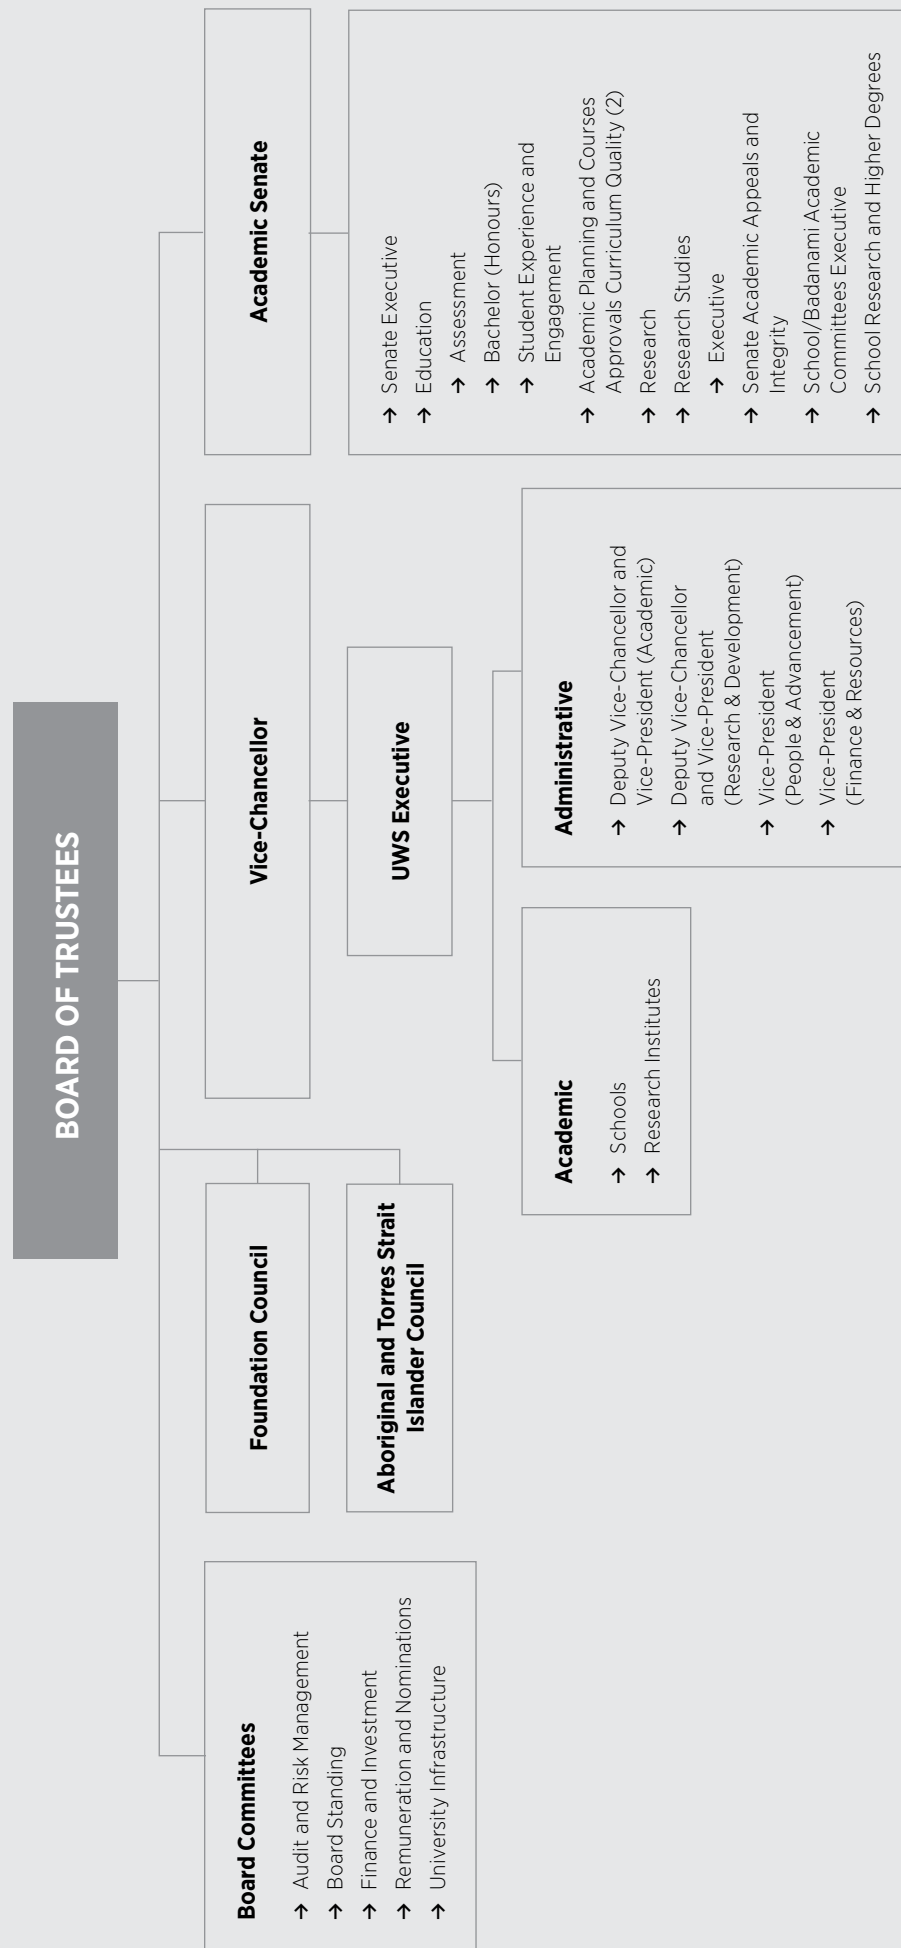 BOARD OF TRUSTEES
Board Committees
→ Audit and Risk Management
→ Board Standing
→ Finance and Investment
→ Remuneration and Nominations
→ University Infrastructure
Foundation Council
Aboriginal and Torres Strait
Islander Council
Vice-Chancellor
UWS Executive
Academic
→ Schools
→ Research Institutes
Administrative
→ Deputy Vice-Chancellor and
Vice-President (Academic)
→ Deputy Vice-Chancellor
and Vice-President
(Research & Development)
→ Vice-President
(People & Advancement)
→ Vice-President
(Finance & Resources)
Academic Senate
→ Senate Executive
→ Education
→ Assessment
→ Bachelor (Honours)
→ Student Experience and
Engagement
→ Academic Planning and Courses
Approvals Curriculum Quality (2)
→ Research
→ Research Studies
→ Executive
→ Senate Academic Appeals and
Integrity
→ School/Badanami Academic
Committees Executive
→ School Research and Higher Degrees